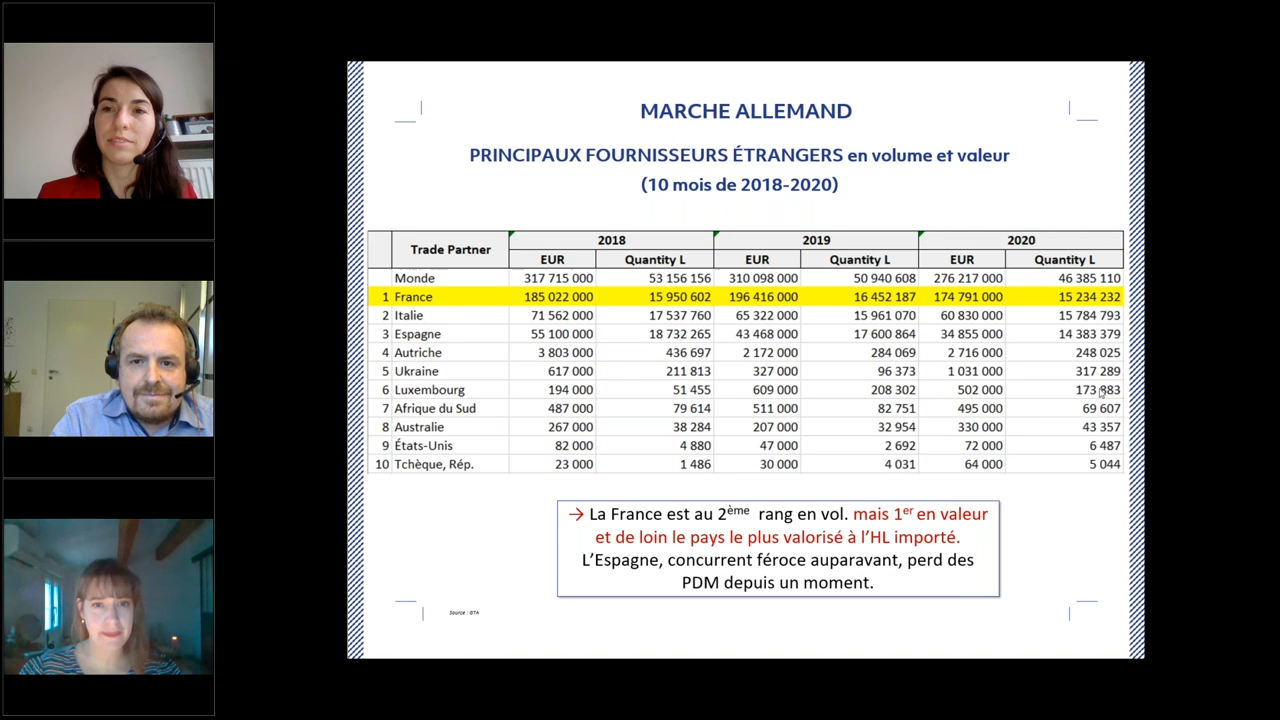 MARCHE ALLEMAND
PRINCIPAUX FOURNISSEURS ÉTRANGERS en volume et valeur
(10 mois de 2018-2020)
Trade Partner 2018 2019 2020
EUR Quantity L EUR Quantity L EUR Quantity L
Monde 317 715 000 53 156 156 310 098 000 50 940 608 276 217 000 46 385 110
1 France 185 022 000 15 950 602 196 416 000 16 452 187 174 791 000 15 234 232
2 Italie 71 562 000 17 537 760 65 322 000 15 961 070 60 830 000 15 784 793
3 Espagne 55 100 000 18 732 265 43 468 000 17 600 864 34 855 000 14 383 379
4 Autriche 3 803 000 436 697 2 172 000 284 069 2 716 000 248 025
5 Ukraine 617 000 211 813 327 000 96 373 1 031 000 317 289
6 Luxembourg 194 000 51 455 609 000 208 302 502 000 173 883
7 Afrique du Sud 487 000 79 614 511 000 82 751 495 000 69 607
8 Australie 267 000 38 284 207 000 32 954 330 000 43 357
9 États-Unis 82 000 4 880 47 000 2 692 72 000 6 487
10 Tchèque, Rép. 23 000 1 486 30 000 4 031 64 000 5 044
→ La France est au 2ème rang en vol. mais 1er en valeur
et de loin le pays le plus valorisé à l’HL importé.
L’Espagne, concurrent féroce auparavant, perd des
PDM depuis un moment.
Source : GTA